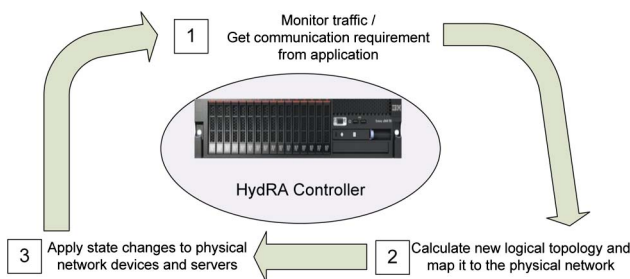 1
Monitor traffic /
Get communication requirement
from application
IBM
HydRA Controller
3
Apply state changes to physical
network devices and servers
2
Calculate new logical topology and
map it to the physical network